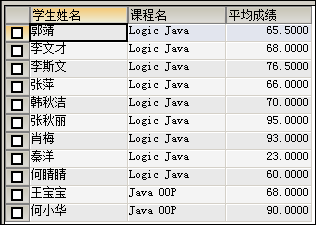 学生姓名 课程名 平均成绩
郭靖 Logic Java 65.5000
李文才 Logic Java 68.0000
李斯文 Logic Java 76.5000
张萍 Logic Java 66.0000
韩秋洁 Logic Java 70.0000
张秋丽 Logic Java 95.0000
肖梅 Logic Java 93.0000
秦洋 Logic Java 23.0000
何晴晴 Logic Java 60.0000
王宝宝 Java OOP 68.0000
何小华 Java OOP 90.0000